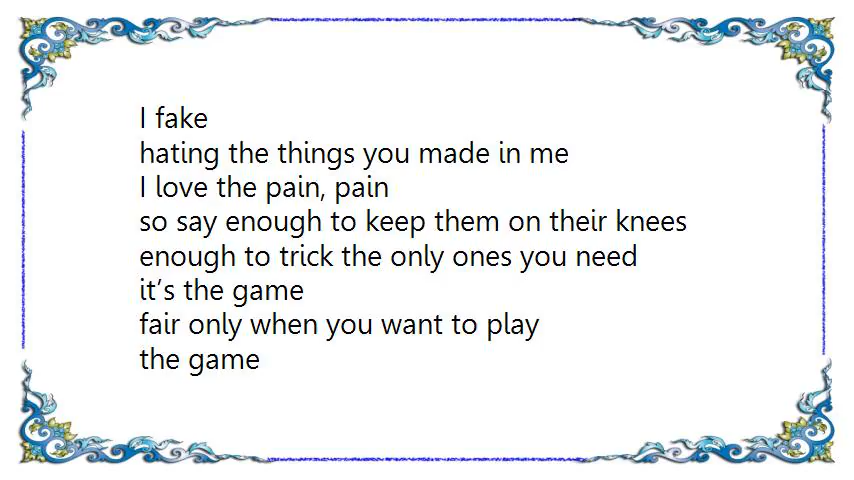 I fake
hating the things you made in me
I love the pain, pain
so say enough to keep them on their knees
enough to trick the only ones you need
it’s the game
fair only when you want to play
the game